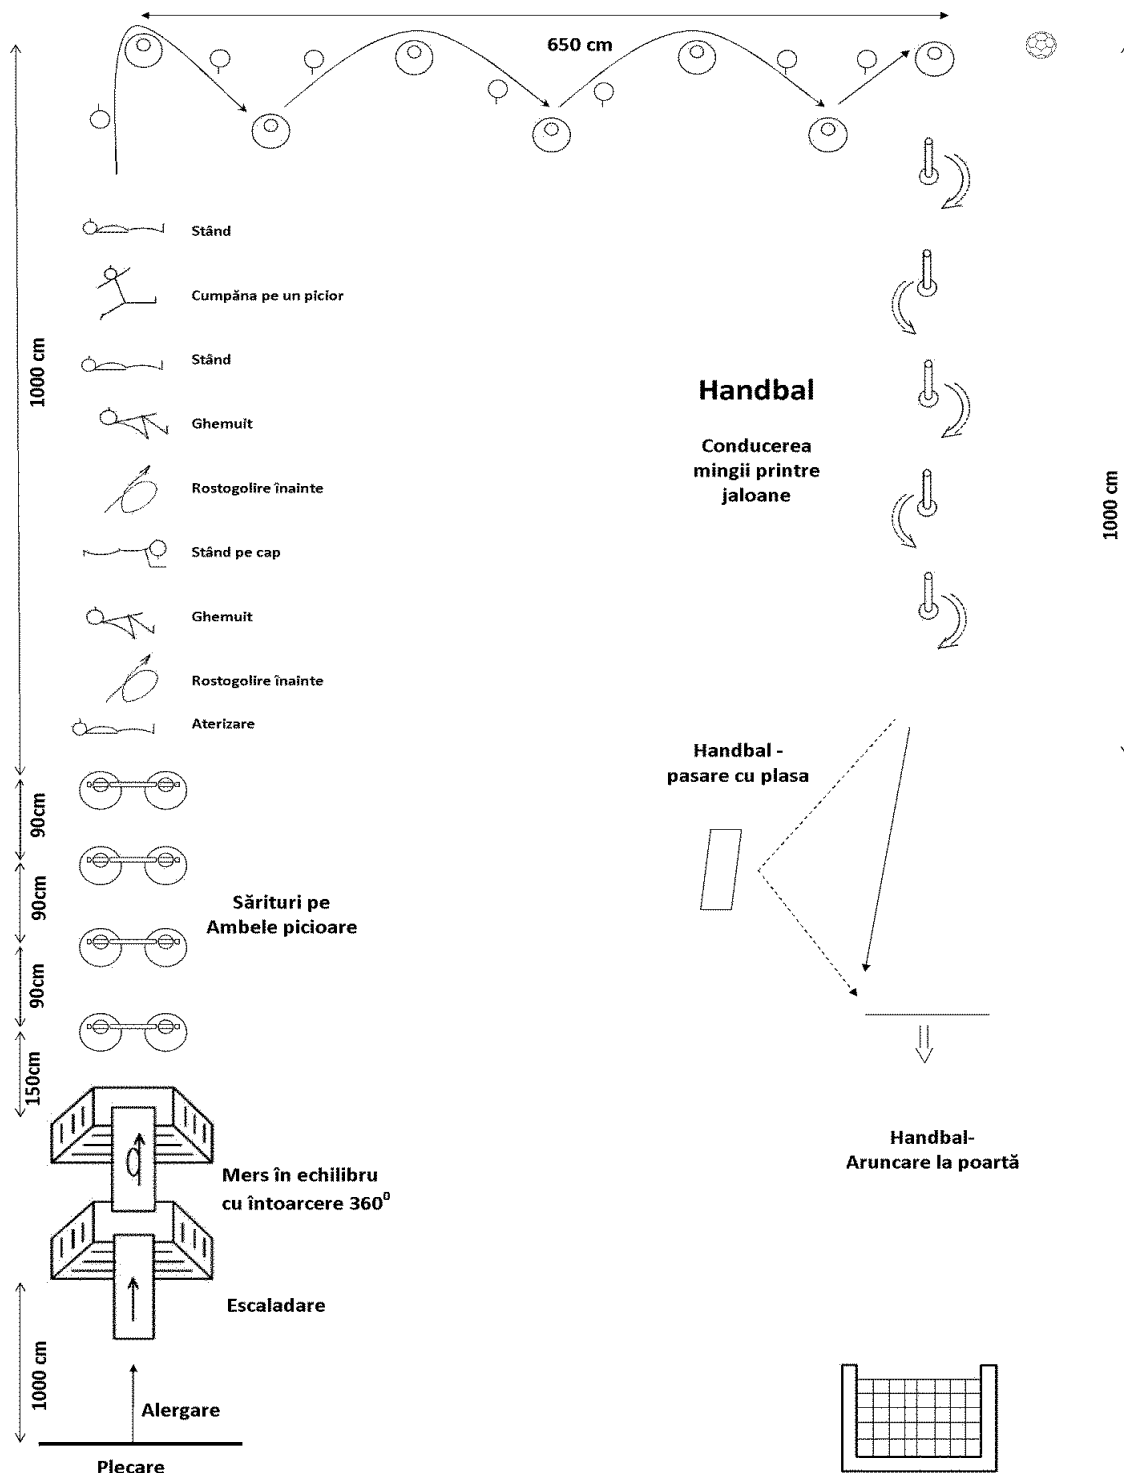 650 cm
Stând
Cumpăna pe un picior
Stând
Ghemuit
Rostogolire înainte
Stând pe cap
Ghemuit
Rostogolire înainte
Aterizare
1000 cm
90cm
90cm
90cm
150cm
1000 cm
Sărituri pe
Ambele picioare
Mers în echilibru
cu întoarcere 360⁰
Escaladare
Alergare
Plecare
Handbal
Conducerea
mingii printre
jaloane
1000 cm
Handbal -
pasare cu plasa
Handbal-
Aruncare la poartă